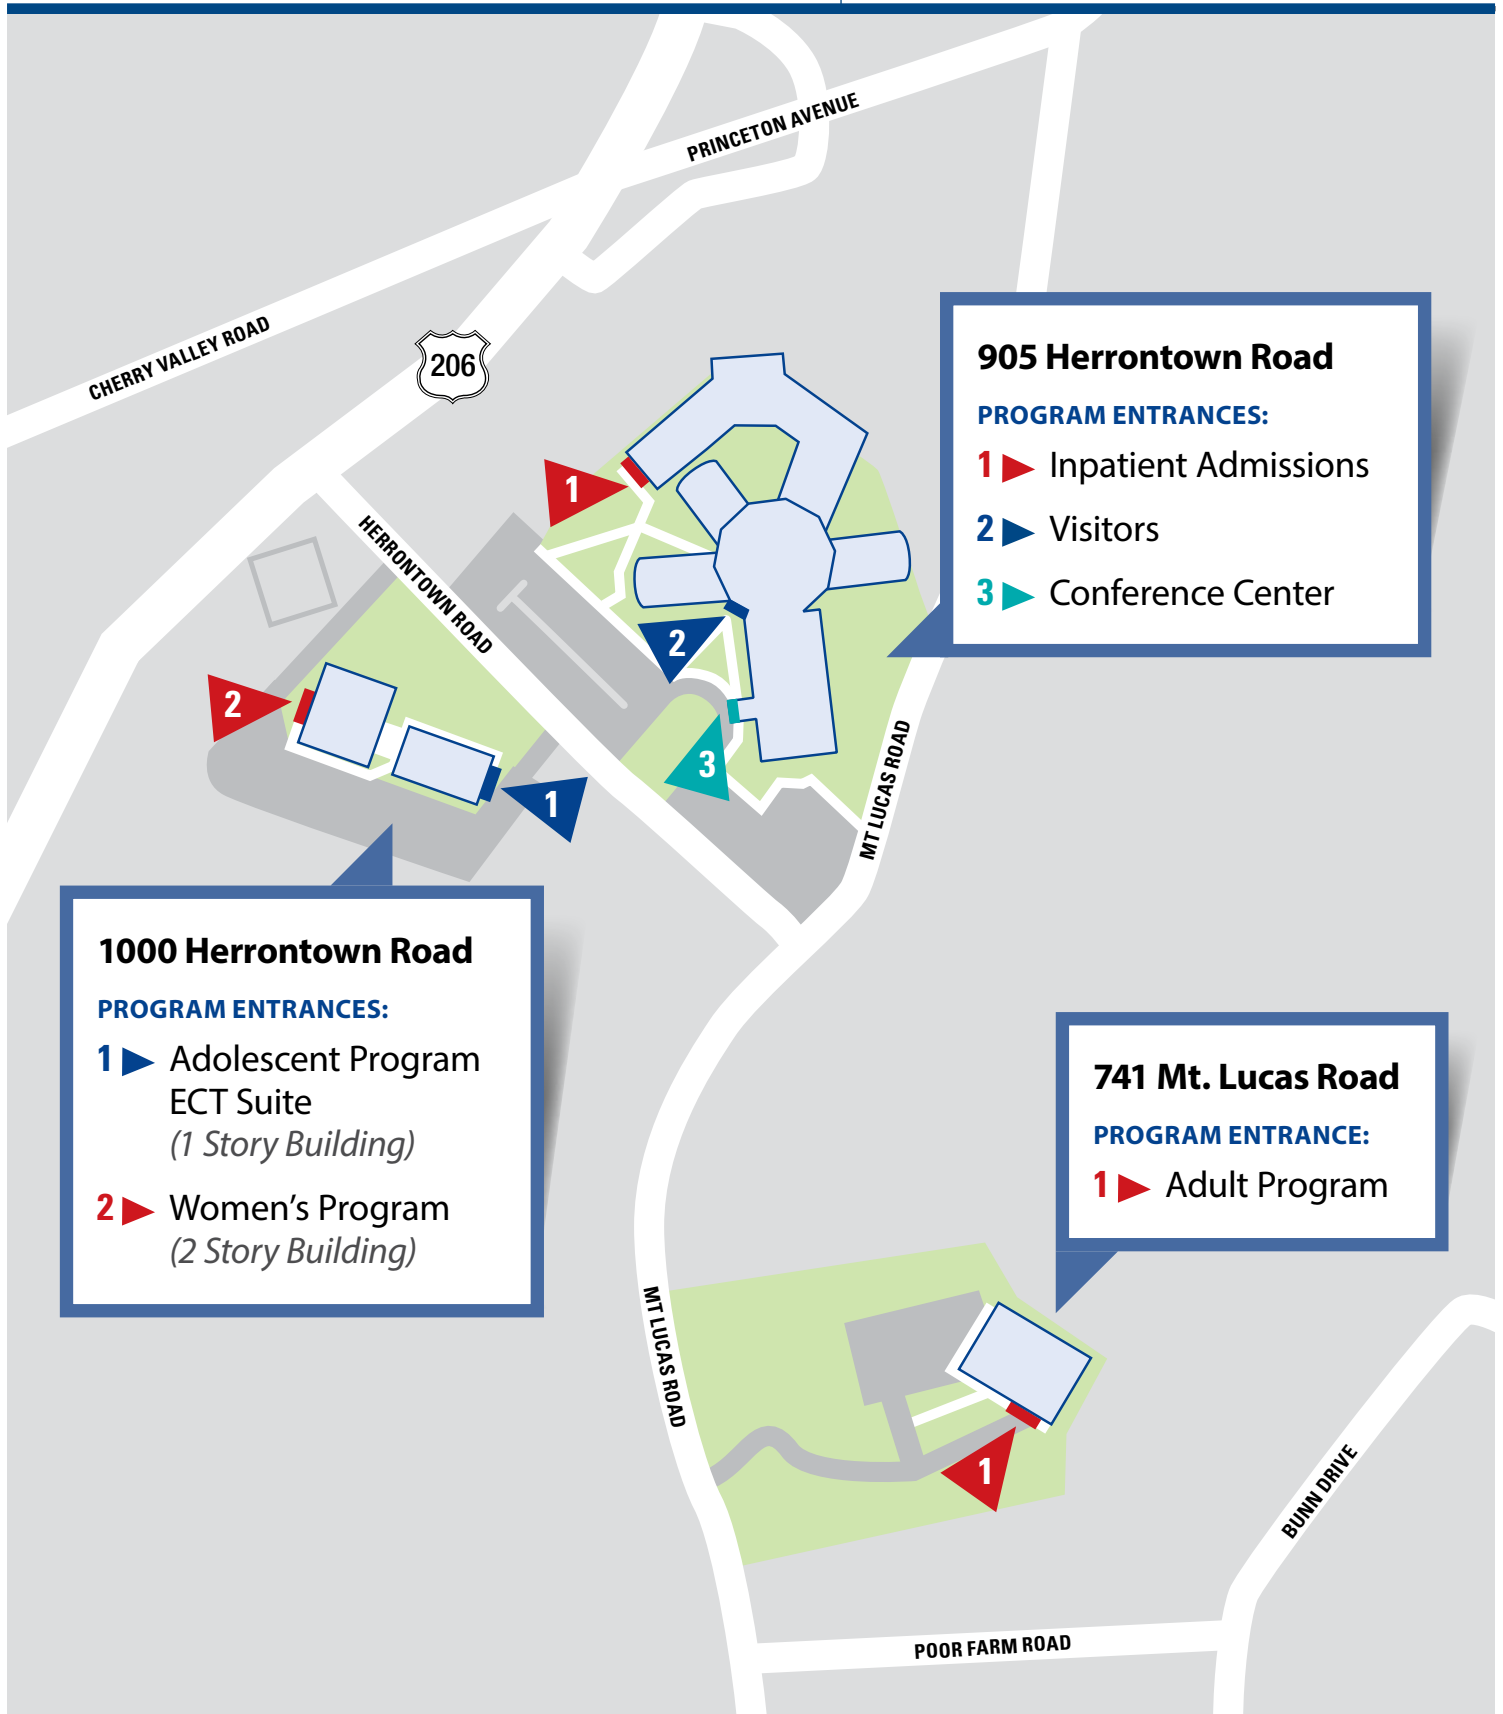 PRINCETON AVENUE
CHERRY VALLEY ROAD
206
905 Herrontown Road
PROGRAM ENTRANCES:
1 Inpatient Admissions
2 Visitors
3 Conference Center
1
HERRONTOWN ROAD
2
2
3
1
MT LUCAS ROAD
1000 Herrontown Road
PROGRAM ENTRANCES:
1 Adolescent Program
ECT Suite
(1 Story Building)
2 Women’s Program
(2 Story Building)
741 Mt. Lucas Road
PROGRAM ENTRANCE:
1 Adult Program
MT LUCAS ROAD
1
BUNN DRIVE
POOR FARM ROAD